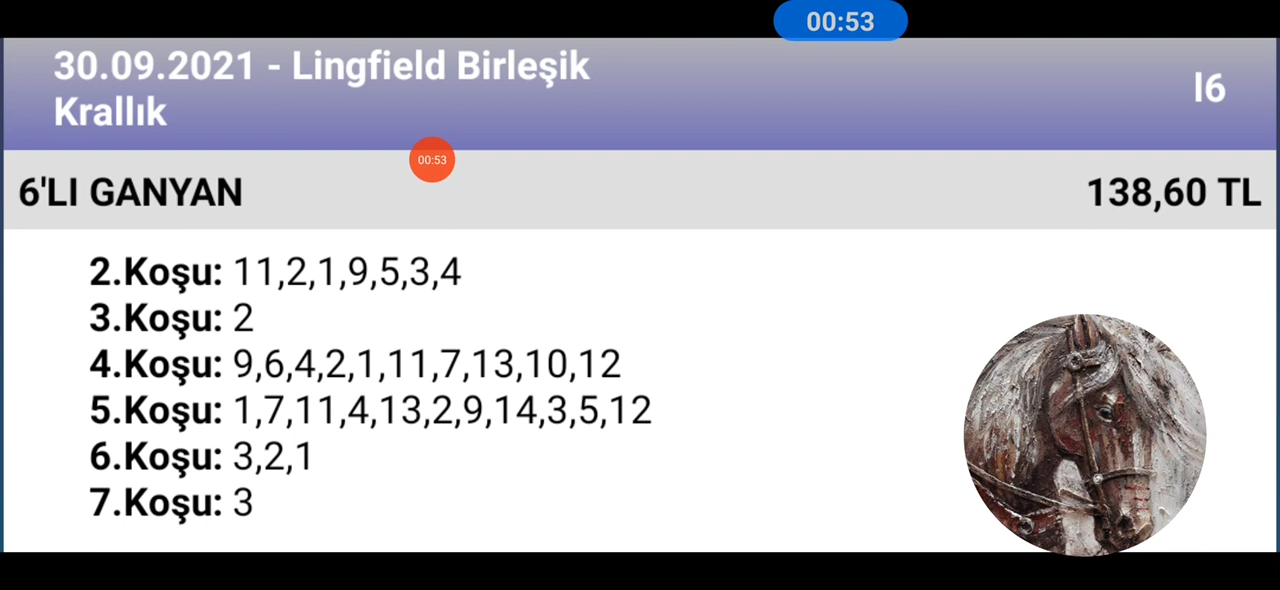 00:53
30.09.2021 - Lingfield Birleşik
Krallık
l6
00:53
6'LI GANYAN
138,60 TL
2.Koşu: 11,2,1,9,5,3,4
3.Koşu: 2
4.Koşu: 9,6,4,2,1,11,7,13,10,12
5.Koşu: 1,7,11,4,13,2,9,14,3,5,12
6.Koşu: 3,2,1
7.Koşu: 3